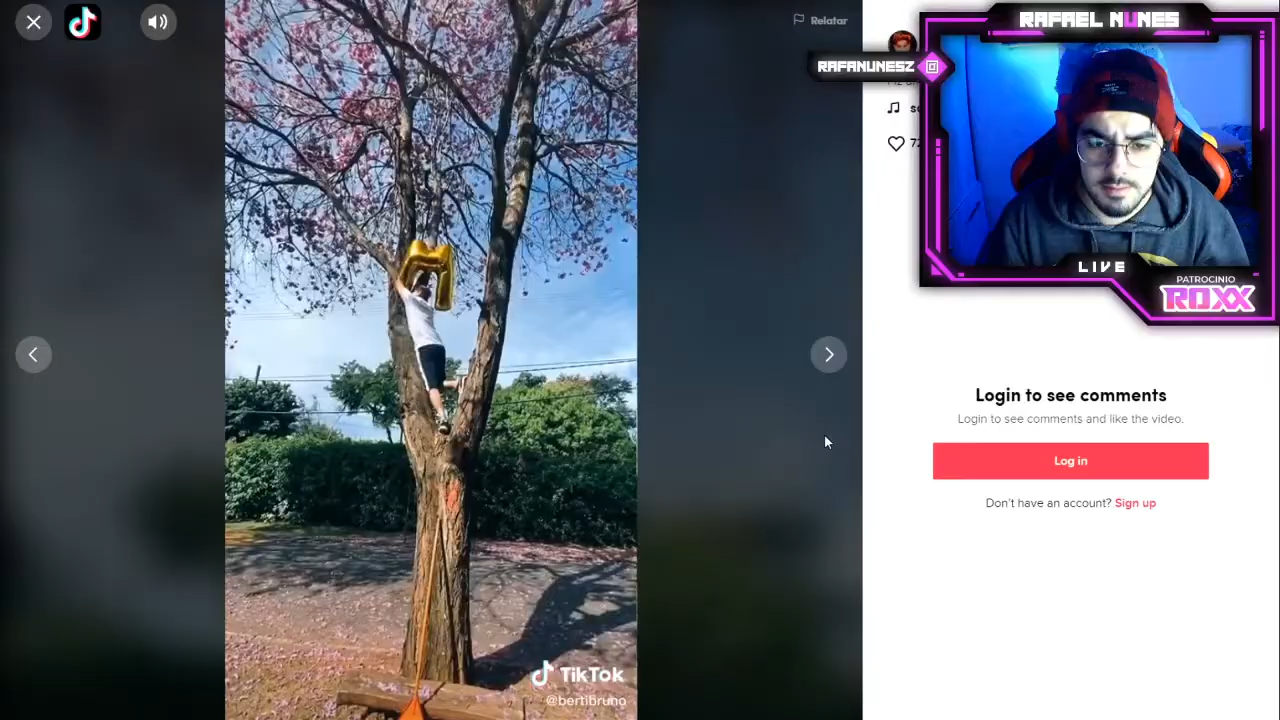 Relatar
RAFAEL NUNES
RAFANUNESZ
72
LIVE
PATROCINIO
ROXX
Login to see comments
Login to see comments and like the video.
Log in
Don't have an account? Sign up
TikTok
@bertibruno